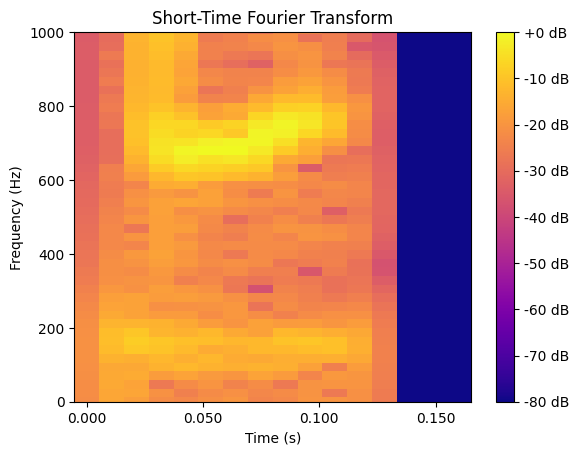 Short-Time Fourier Transform
1000
800
600
400
200
0
Frequency (Hz)
0.000
0.050
0.100
0.150
Time (s)
+0 dB
-10 dB
-20 dB
-30 dB
-40 dB
-50 dB
-60 dB
-70 dB
-80 dB